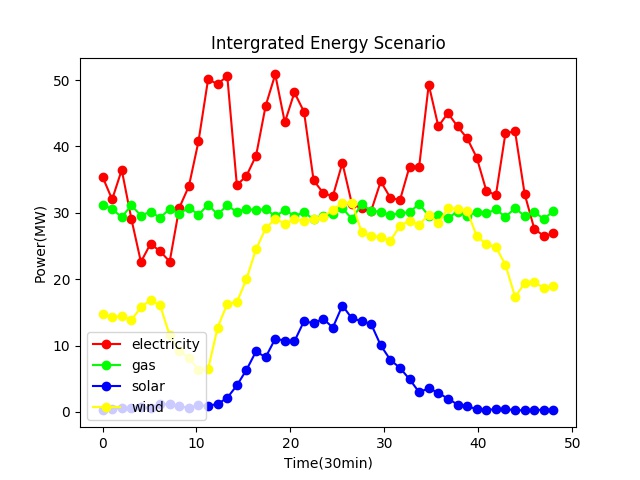 Intergrated Energy Scenario
Power(MW)
50
40
30
20
10
0
electricity
gas
solar
wind
0 10 20 30 40 50
Time(30min)